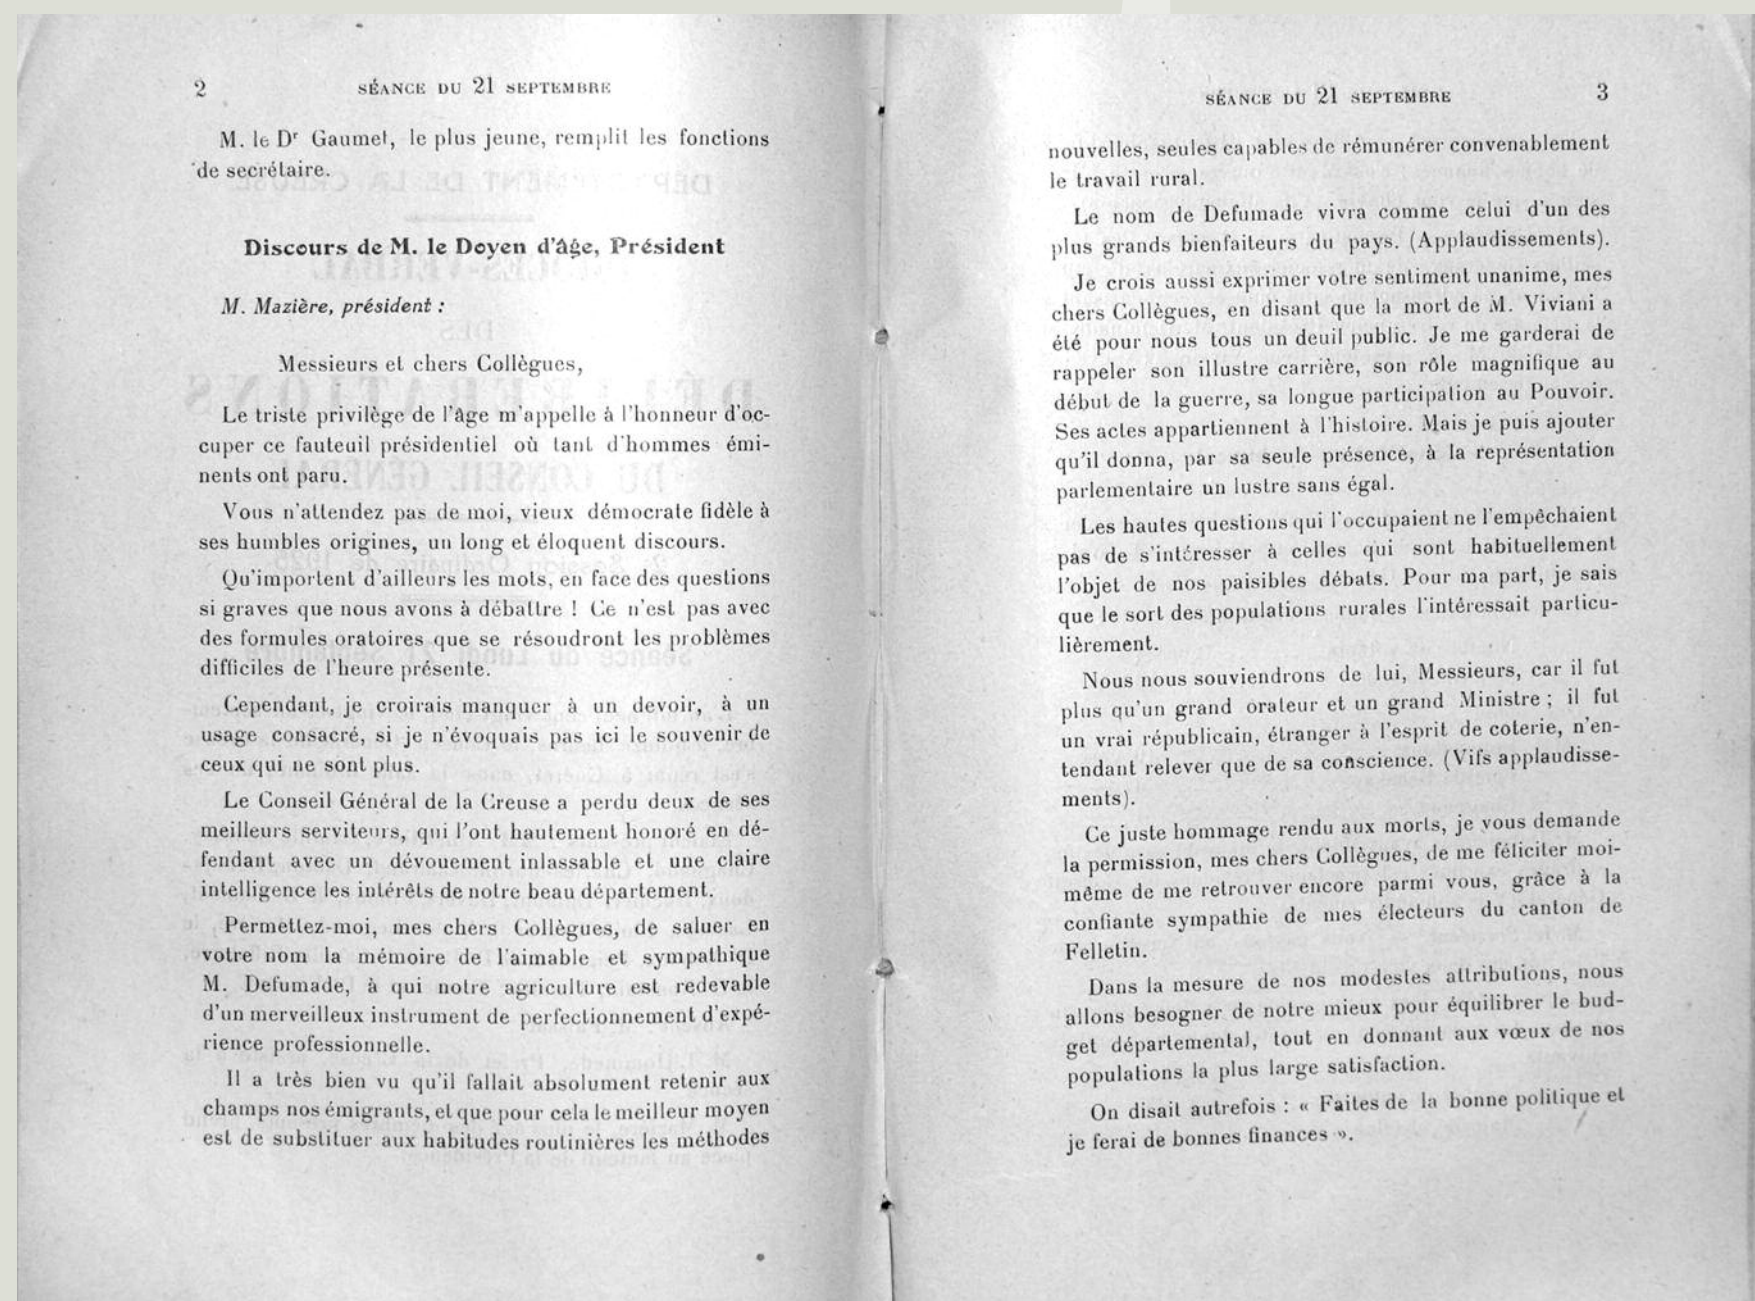 2
SÉANCE DU 21 SEPTEMBRE
M. le Dr Gaumet, le plus jeune, remplit les fonctions
de secrétaire.
Discours de M. le Doyen d'âge, Président
M. Mazière, président :
Messieurs et chers Collègues,
Le triste privilège de l'âge m'appelle à l'honneur d'oc-
cuper ce fauteuil présidentiel où tant d'hommes émi-
nents ont paru.
Vous n'attendez pas de moi, vieux démocrate fidèle à
ses humbles origines, un long et éloquent discours.
Qu'importent d'ailleurs les mots, en face des questions
si graves que nous avons à débattre ! Ce n'est pas avec
des formules oratoires que se résoudront les problèmes
difficiles de l'heure présente.
Cependant, je croirais manquer à un devoir, à un
usage consacré, si je n'évoquais pas ici le souvenir de
ceux qui ne sont plus.
Le Conseil Général de la Creuse a perdu deux de ses
meilleurs serviteurs, qui l'ont hautement honoré en dé-
fendant avec un dévouement inlassable et une claire
intelligence les intérêts de notre beau département.
Permettez-moi, mes chers Collègues, de saluer en
votre nom la mémoire de l'aimable et sympathique
M. Defumade, à qui notre agriculture est redevable
d'un merveilleux instrument de perfectionnement d'expé-
rience professionnelle.
Il a très bien vu qu'il fallait absolument retenir aux
champs nos émigrants, et que pour cela le meilleur moyen
est de substituer aux habitudes routinières les méthodes
SÉANCE DU 21 SEPTEMBRE
3
nouvelles, seules capables de rémunérer convenablement
le travail rural.
Le nom de Defumade vivra comme celui d'un des
plus grands bienfaiteurs du pays. (Applaudissements).
Je crois aussi exprimer votre sentiment unanime, mes
chers Collègues, en disant que la mort de M. Viviani a
été pour nous tous un deuil public. Je me garderai de
rappeler son illustre carrière, son rôle magnifique au
début de la guerre, sa longue participation au Pouvoir.
Ses actes appartiennent à l'histoire. Mais je puis ajouter
qu'il donna, par sa seule présence, à la représentation
parlementaire un lustre sans égal.
Les hautes questions qui l'occupaient ne l'empêchaient
pas de s'intéresser à celles qui sont habituellement
l'objet de nos paisibles débats. Pour ma part, je sais
que le sort des populations rurales l'intéressait particu-
lièrement.
Nous nous souviendrons de lui, Messieurs, car il fut
plus qu'un grand orateur et un grand Ministre ; il fut
un vrai républicain, étranger à l'esprit de coterie, n'en-
tendant relever que de sa conscience. (Vifs applaudisse-
ments).
Ce juste hommage rendu aux morts, je vous demande
la permission, mes chers Collègues, de me féliciter moi-
même de me retrouver encore parmi vous, grâce à la
confiante sympathie de mes électeurs du canton de
Felletin.
Dans la mesure de nos modestes attributions, nous
allons besogner de notre mieux pour équilibrer le bud-
get départemental, tout en donnant aux vœux de nos
populations la plus large satisfaction.
On disait autrefois : « Faites de la bonne politique et
je ferai de bonnes finances ».